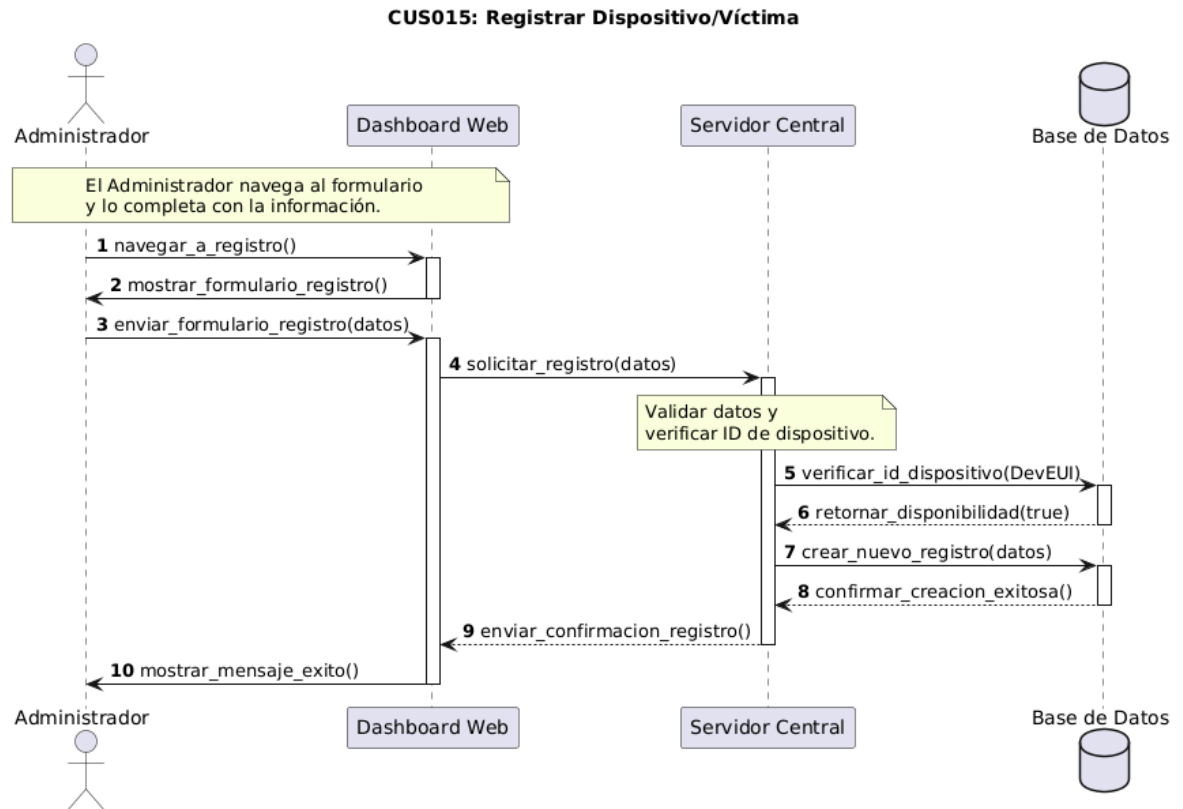 CUS015: Registrar Dispositivo/Víctima
Administrador
Dashboard Web
Servidor Central
Base de Datos
El Administrador navega al formulario
y lo completa con la información.
1 navegar_a_registro()
2 mostrar_formulario_registro()
3 enviar_formulario_registro(datos)
4 solicitar_registro(datos)
Validar datos y
verificar ID de dispositivo.
5 verificar_id_dispositivo(DevEUI)
6 retornar_disponibilidad(true)
7 crear_nuevo_registro(datos)
8 confirmar_creacion_exitosa()
9 enviar_confirmacion_registro()
10 mostrar_mensaje_exito()
Administrador
Dashboard Web
Servidor Central
Base de Datos